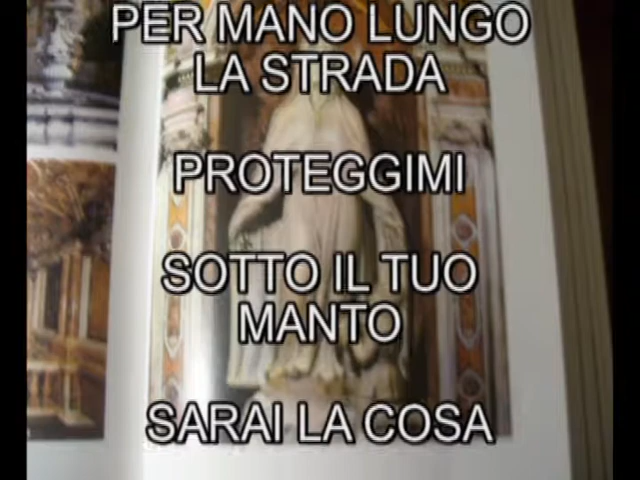 PER MANO LUNGO
LA STRADA
PROTEGGIMI
SOTTO IL TUO
MANTO
SARAI LA COSA